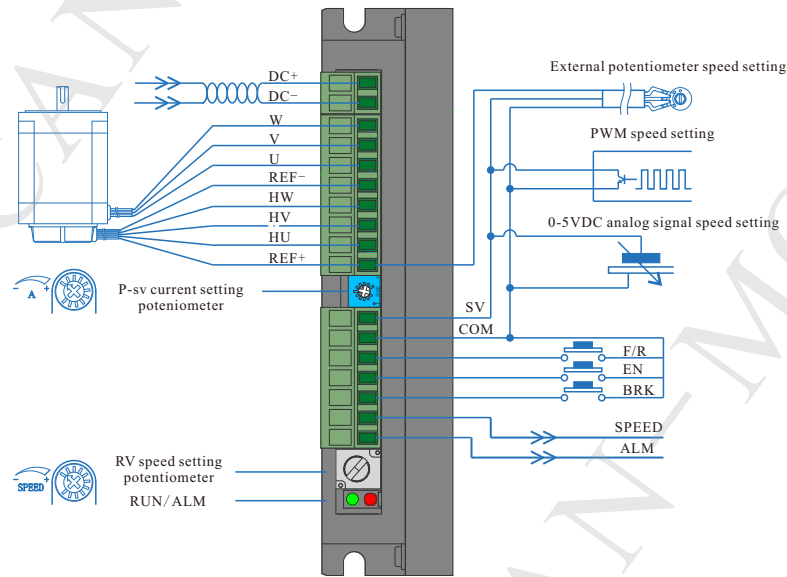 DC+
DC−
W
V
U
REF−
HW
HV
HU
REF+
External potentiometer speed setting
PWM speed setting
0-5VDC analog signal speed setting
− + A
P-sv current setting
poteniometer
SV
COM
F/R
EN
BRK
SPEED
ALM
RV speed setting
potentiometer
− + SPEED
RUN/ALM